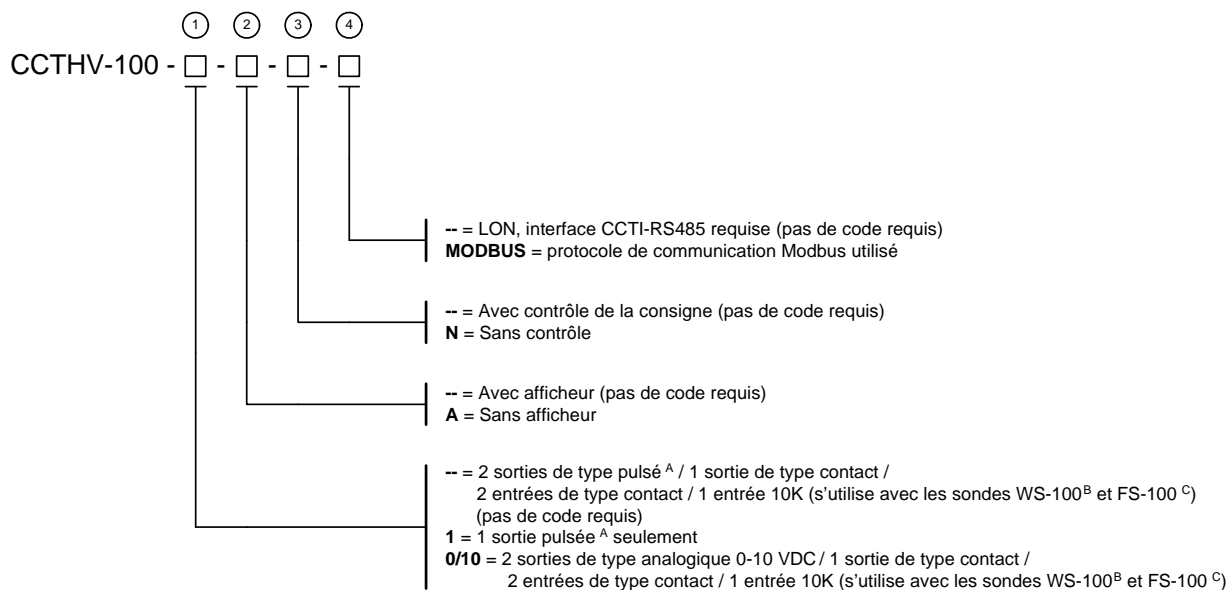 1 2 3 4
CCTHV-100 - □ - □ - □ - □
-- = LON, interface CCTI-RS485 requise (pas de code requis)
MODBUS = protocole de communication Modbus utilisé
-- = Avec contrôle de la consigne (pas de code requis)
N = Sans contrôle
-- = Avec afficheur (pas de code requis)
A = Sans afficheur
-- = 2 sorties de type pulsé A / 1 sortie de type contact /
2 entrées de type contact / 1 entrée 10K (s'utilise avec les sondes WS-100B et FS-100 C)
(pas de code requis)
1 = 1 sortie pulsée A seulement
0/10 = 2 sorties de type analogique 0-10 VDC / 1 sortie de type contact /
2 entrées de type contact / 1 entrée 10K (s'utilise avec les sondes WS-100B et FS-100 C)